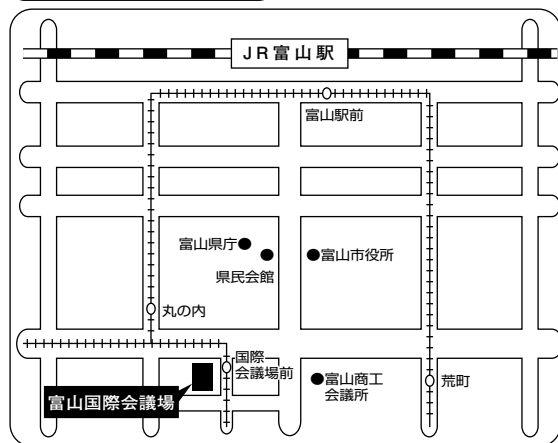 JR富山駅
富山駅前
富山県庁
県民会館
富山市役所
丸の内
国際
会議場前
富山国際会議場
富山商工
会議所
荒町